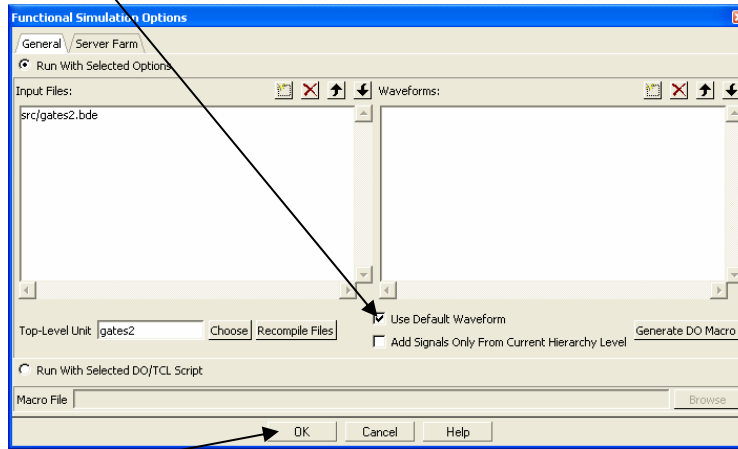 Functional Simulation Options
General Server Farm
Run With Selected Options
Input Files:
Waveforms:
src/gates2.bde
Top-Level Unit gates2 Choose Recompile Files
Use Default Waveform
Add Signals Only From Current Hierarchy Level
Generate DO Macro
Run With Selected DO/TCL Script
Macro File Browse
OK Cancel Help